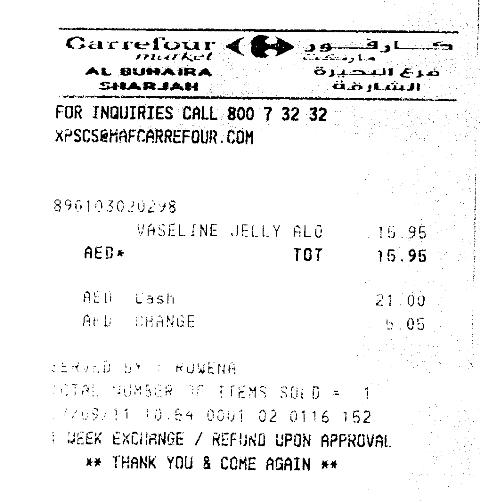 Carrefour كارفور
market ماركت
AL BUHAIRA فرع البحيرة
SHARJAH الشارقة
FOR INQUIRIES CALL 800 7 32 32
XPSCS@MAFCARREFOUR.COM
896103020298
VASELINE JELLY ALO 15.95
AED* TOT 15.95
AED Cash 21.00
AED CHANGE 5.05
SERVED BY : ROWENA
TOTAL NUMBER OF ITEMS SOLD = 1
0001 02 0116 152
1 WEEK EXCHANGE / REFUND UPON APPROVAL
** THANK YOU & COME AGAIN **